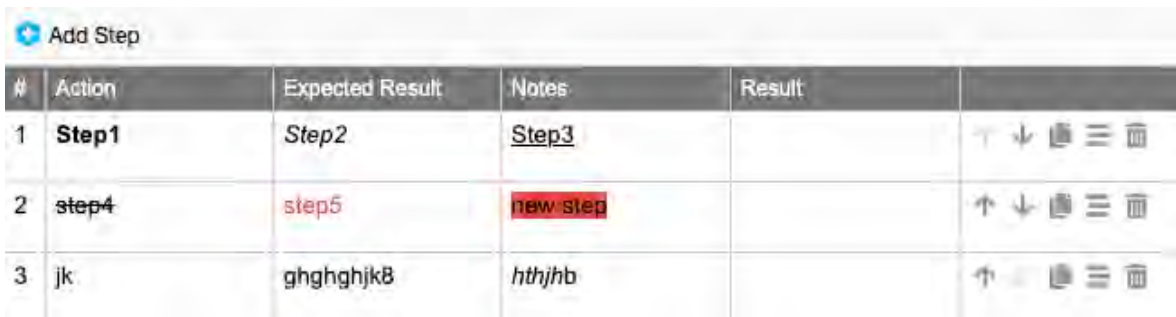 Add Step
# Action Expected Result Notes Result
1 Step1 Step2 Step3
2 step4 step5 new step
3 jk ghghghjk8 hthjhb